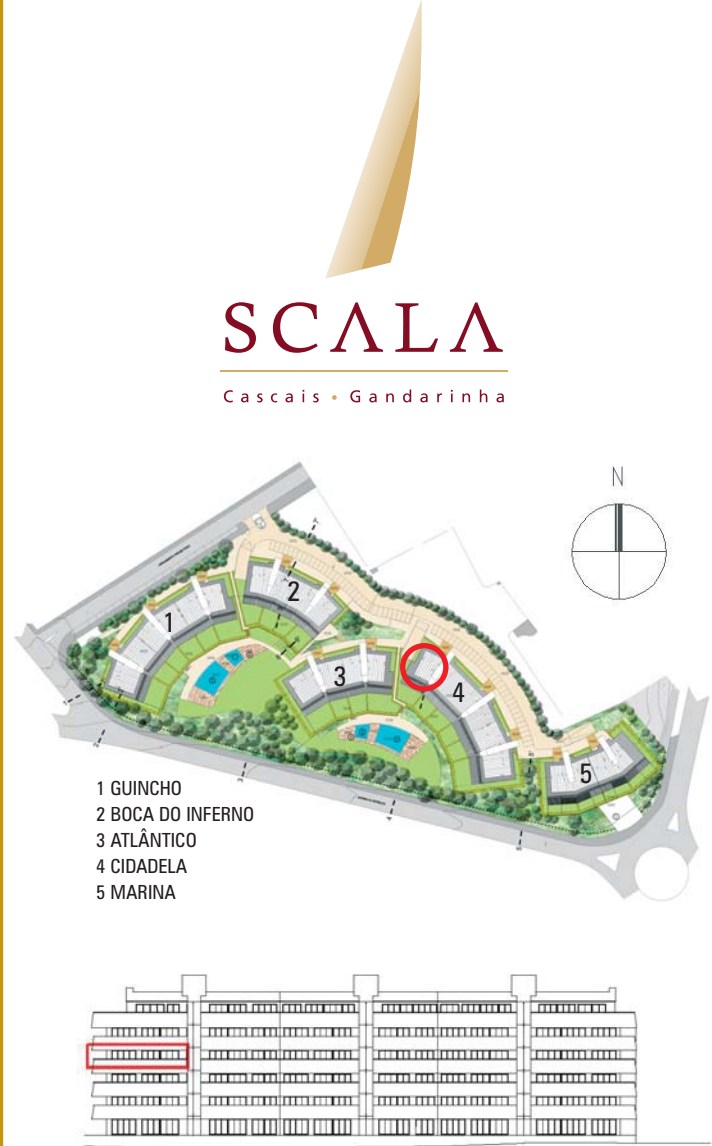 SCALA
Cascais • Gandarinha
N
1
2
3
4
5
1 GUINCHO
2 BOCA DO INFERNO
3 ATLÂNTICO
4 CIDADELA
5 MARINA